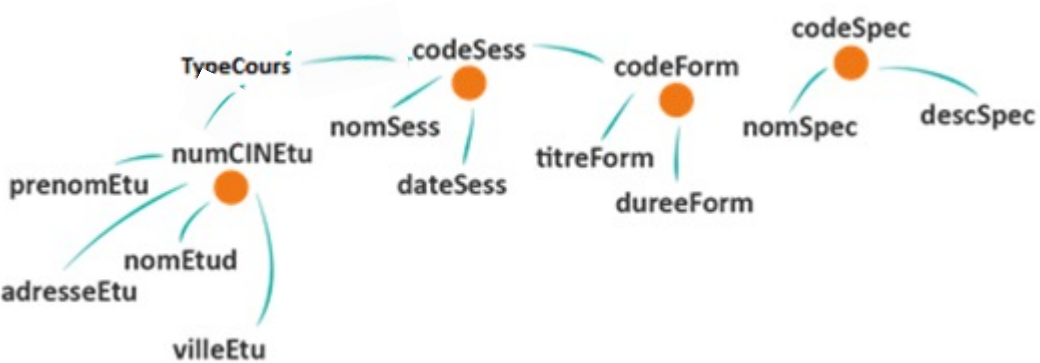 codeSpec
codeSess
TypeCours
codeForm
descSpec
nomSess
nomSpec
numCINEtu
titreForm
prenomEtu
dateSess
dureeForm
nomEtud
adresseEtu
villeEtu